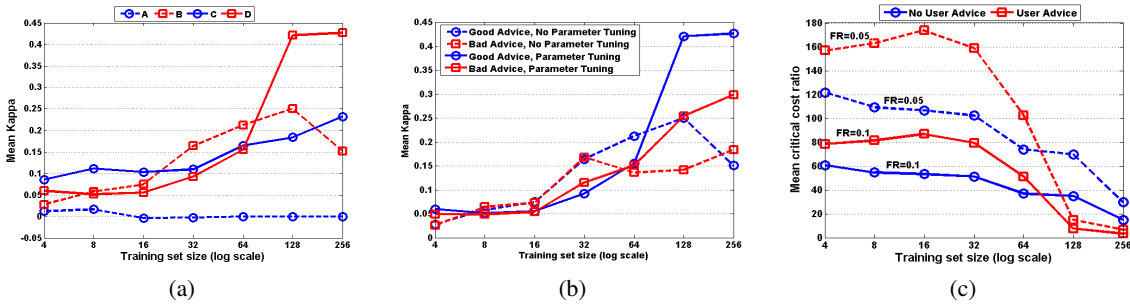 A B C D
0.45
0.4
0.35
0.3
0.25
0.2
0.15
0.1
0.05
0
-0.05
4 8 16 32 64 128 256
Mean Kappa
Training set size (log scale)
(a)
0.45
0.4
0.35
0.3
0.25
0.2
0.15
0.1
0.05
0
4 8 16 32 64 128 256
Good Advice, No Parameter Tuning
Bad Advice, No Parameter Tuning
Good Advice, Parameter Tuning
Bad Advice, Parameter Tuning
Mean Kappa
Training set size (log scale)
(b)
No User Advice User Advice
180
160
140
120
100
80
60
40
20
0
4 8 16 32 64 128 256
FR=0.05
FR=0.05
FR=0.1
FR=0.1
Mean critical cost ratio
Training set size (log scale)
(c)